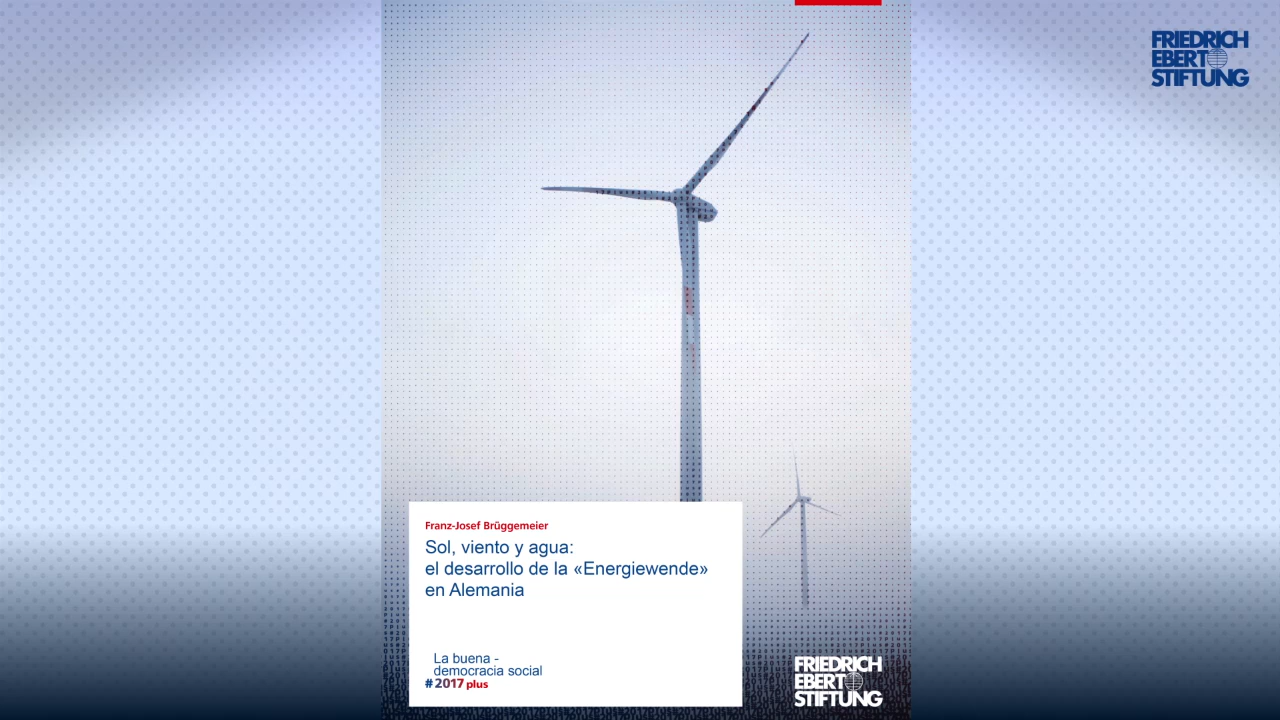 FRIEDRICH
EBERT
STIFTUNG
Franz-Josef Brüggemeier
Sol, viento y agua:
el desarrollo de la «Energiewende»
en Alemania
La buena -
democracia social
#2017 plus
FRIEDRICH
EBERT
STIFTUNG